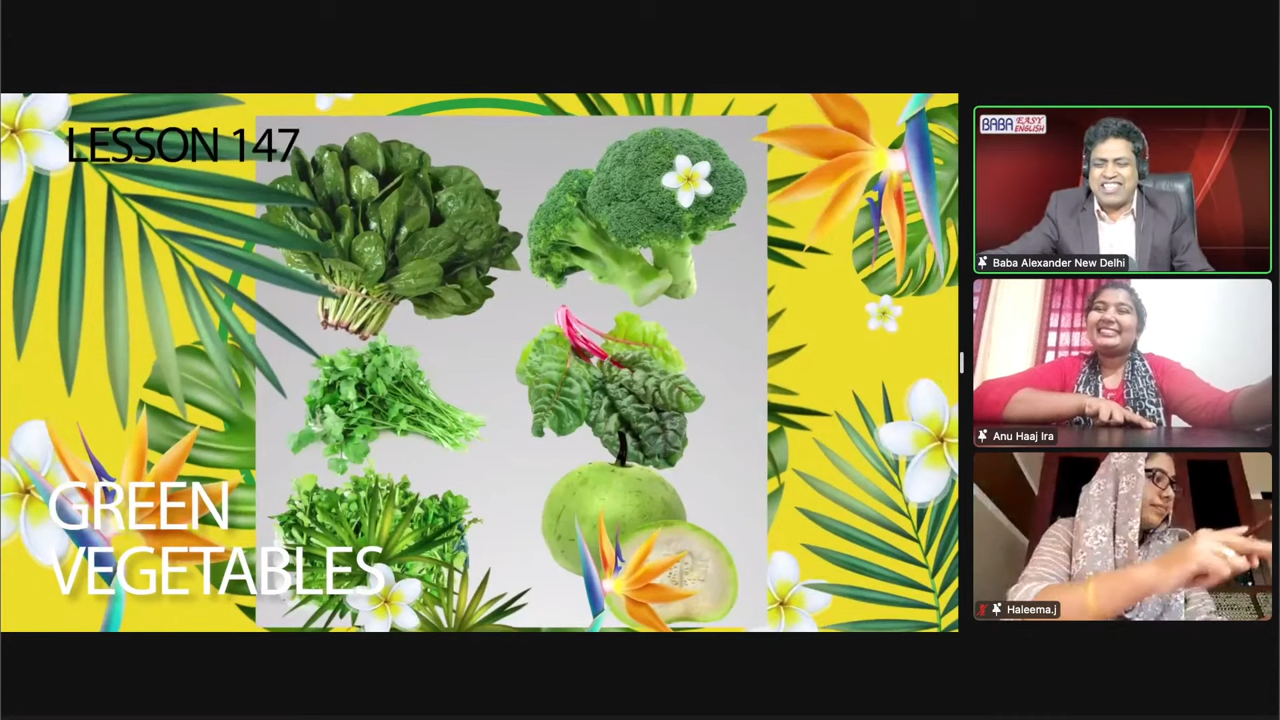 LESSON 147
GREEN
VEGETABLES
BABA EASY
ENGLISH
Baba Alexander New Delhi
Anu Haaj Ira
Haleema.j